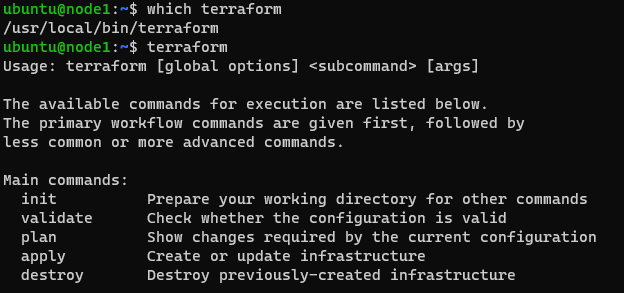 ubuntu@node1:~$ which terraform
/usr/local/bin/terraform
ubuntu@node1:~$ terraform
Usage: terraform [global options] <subcommand> [args]

The available commands for execution are listed below.
The primary workflow commands are given first, followed by
less common or more advanced commands.

Main commands:
  init          Prepare your working directory for other commands
  validate      Check whether the configuration is valid
  plan          Show changes required by the current configuration
  apply         Create or update infrastructure
  destroy       Destroy previously-created infrastructure